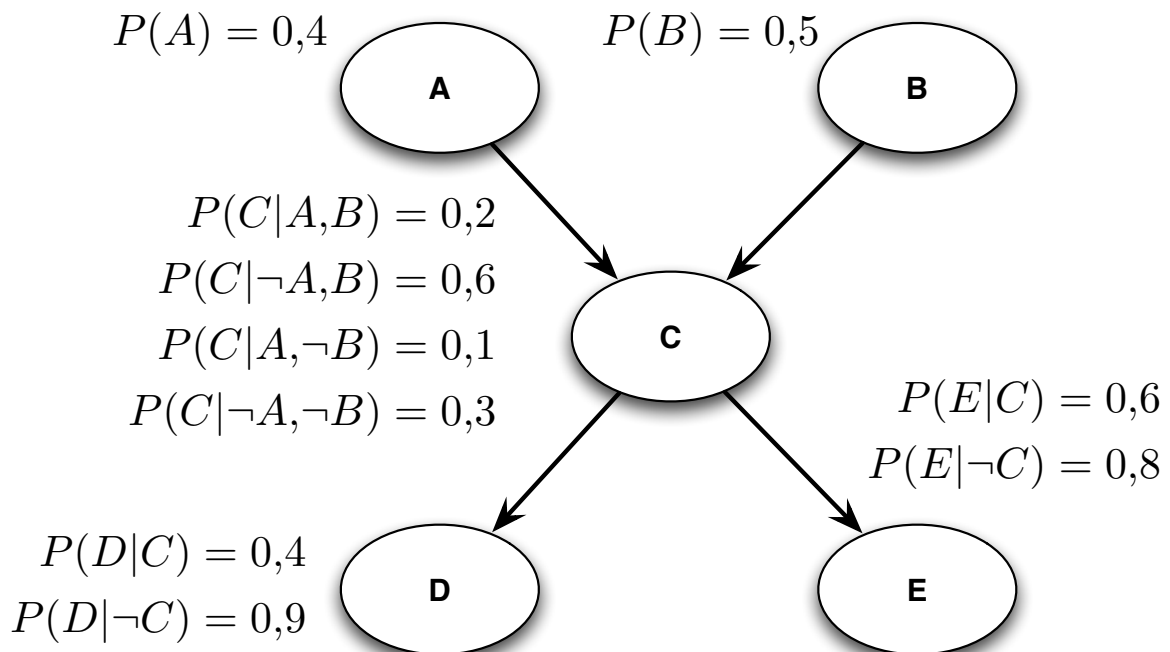 P(A) = 0,4
P(B) = 0,5
A
B
P(C|A,B) = 0,2
P(C|¬A,B) = 0,6
P(C|A,¬B) = 0,1
P(C|¬A,¬B) = 0,3
C
P(E|C) = 0,6
P(E|¬C) = 0,8
P(D|C) = 0,4
P(D|¬C) = 0,9
D
E